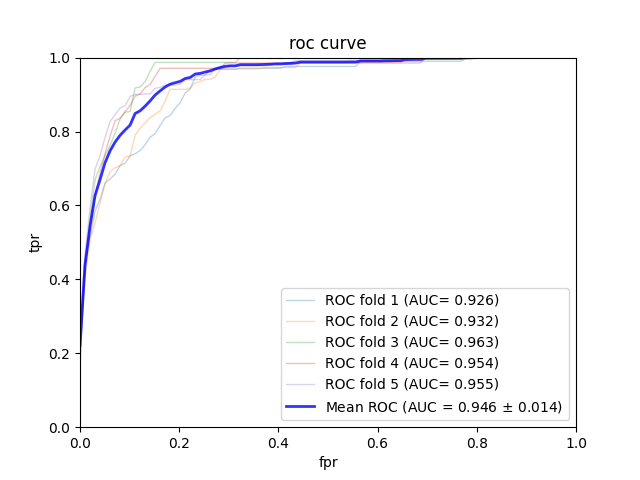 roc curve
1.0
0.8
0.6
0.4
0.2
0.0
tpr
0.0 0.2 0.4 0.6 0.8 1.0
fpr
ROC fold 1 (AUC= 0.926)
ROC fold 2 (AUC= 0.932)
ROC fold 3 (AUC= 0.963)
ROC fold 4 (AUC= 0.954)
ROC fold 5 (AUC= 0.955)
Mean ROC (AUC = 0.946 ± 0.014)